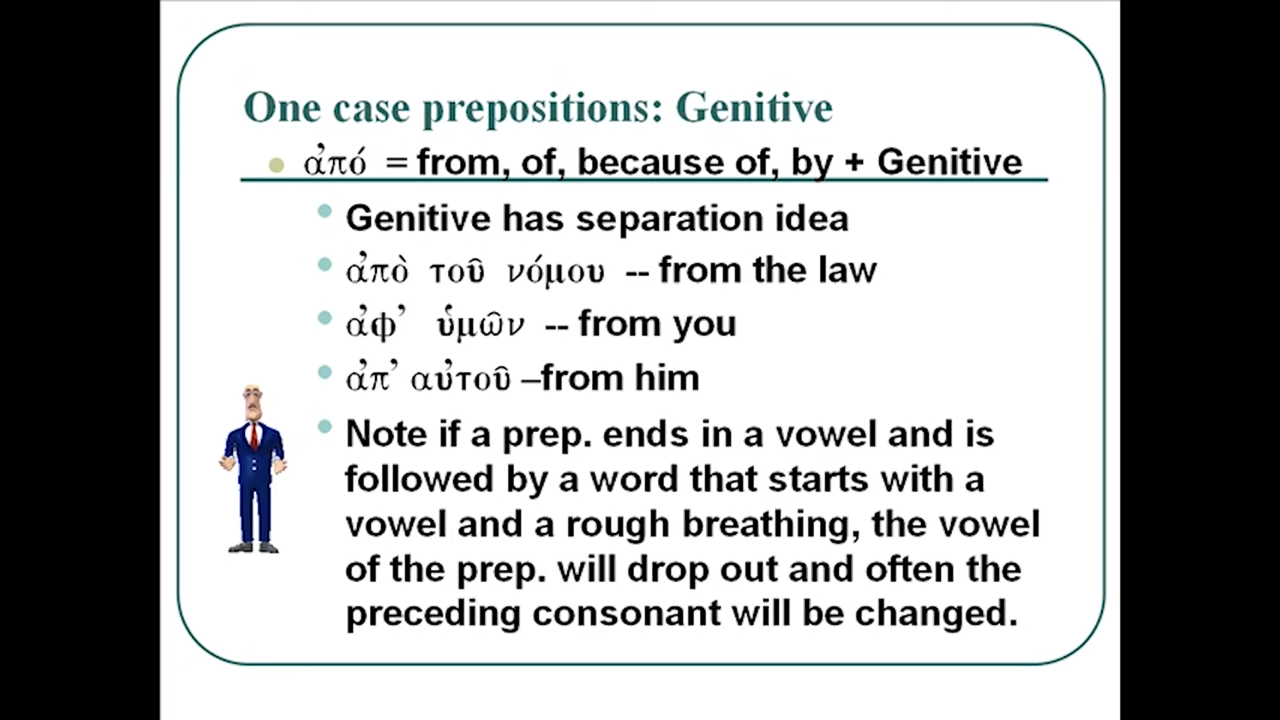 One case prepositions: Genitive
ἀπό = from, of, because of, by + Genitive
Genitive has separation idea
ἀπὸ τοῦ νόμου -- from the law
ἀφ’ ὑμῶν -- from you
ἀπ’ αὐτοῦ –from him
Note if a prep. ends in a vowel and is
followed by a word that starts with a
vowel and a rough breathing, the vowel
of the prep. will drop out and often the
preceding consonant will be changed.